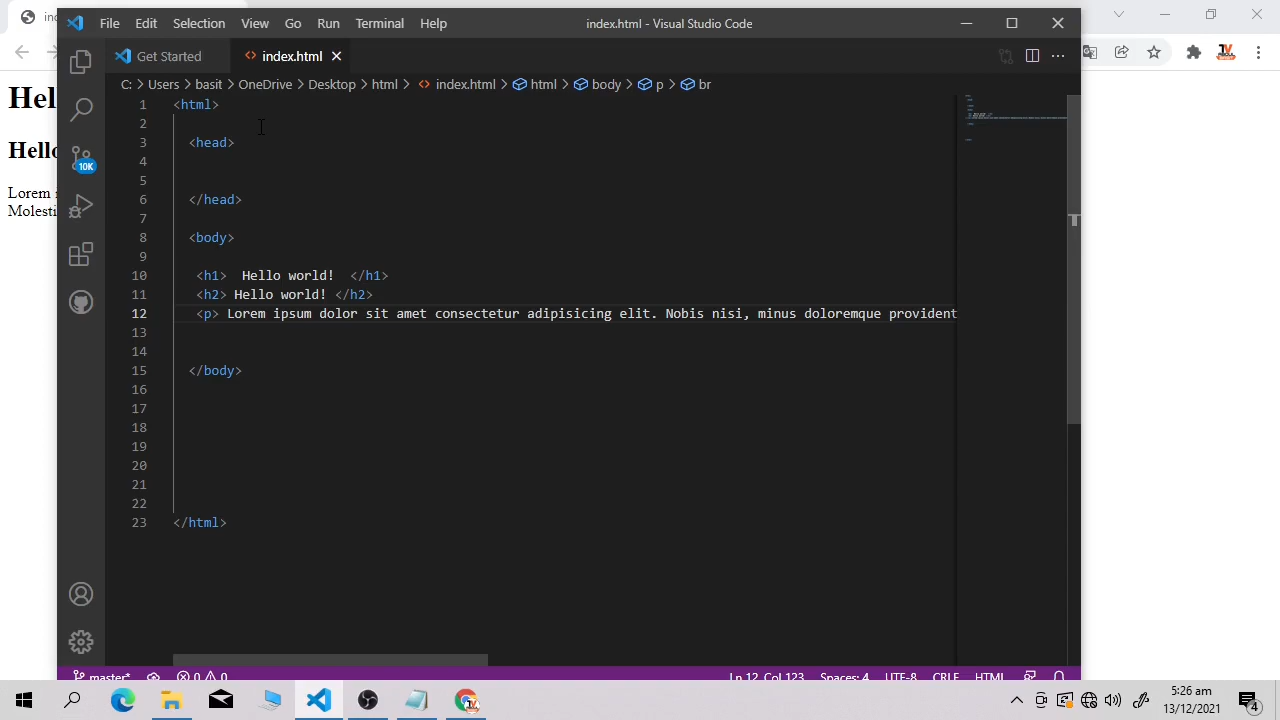 File Edit Selection View Go Run Terminal Help index.html - Visual Studio Code
Get Started index.html
C: > Users > basit > OneDrive > Desktop > html > index.html > html > body > p > br
1 <html>
2
3 <head>
4
5
6 </head>
7
8 <body>
9
10 <h1> Hello world! </h1>
11 <h2> Hello world! </h2>
12 <p> Lorem ipsum dolor sit amet consectetur adipisicing elit. Nobis nisi, minus doloremque provident
13
14
15 </body>
16
17
18
19
20
21
22
23 </html>
10K
Hel
Hello
Lorem
Molesti
master* 0 0 Ln 12, Col 123 Spaces: 4 UTF-8 CRLF HTML
5:26 am
13/12/2021
4